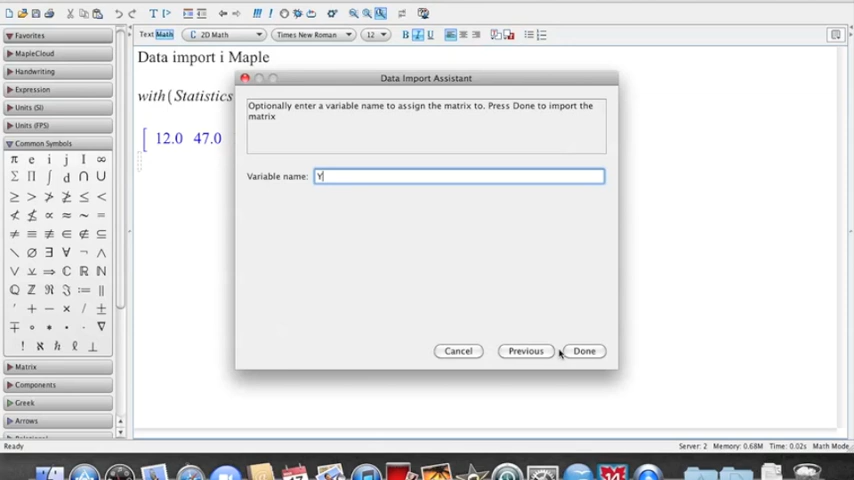 Text Math C 2D Math Times New Roman 12 B I U
Favorites
MapleCloud
Handwriting
Expression
Units (SI)
Units (FPS)
Common Symbols
π e i j I ∞
Σ Π ∫ d ∩ ∪
≥ > ≯ ≱ ≤ <
≮ ≰ ∝ ≈ ~ =
≠ ≡ ∈ ∉ ⊆ ⊂
\ ∅ ∃ ∀ ¬ ∧
∨ ⊻ ⇒ ℂ ℝ ℕ
ℚ ℤ ℜ ℑ := ||
' + − × / ±
∓ ∘ * · ∇
! ℵ ℏ ℓ ⊥
Matrix
Components
Greek
Arrows
Data import i Maple
with(Statistics
[ 12.0 47.0
Data Import Assistant
Optionally enter a variable name to assign the matrix to. Press Done to import the
matrix
Variable name: Y
Cancel Previous Done
Ready Server: 2 Memory: 0.68M Time: 0.02s Math Mode
17
14